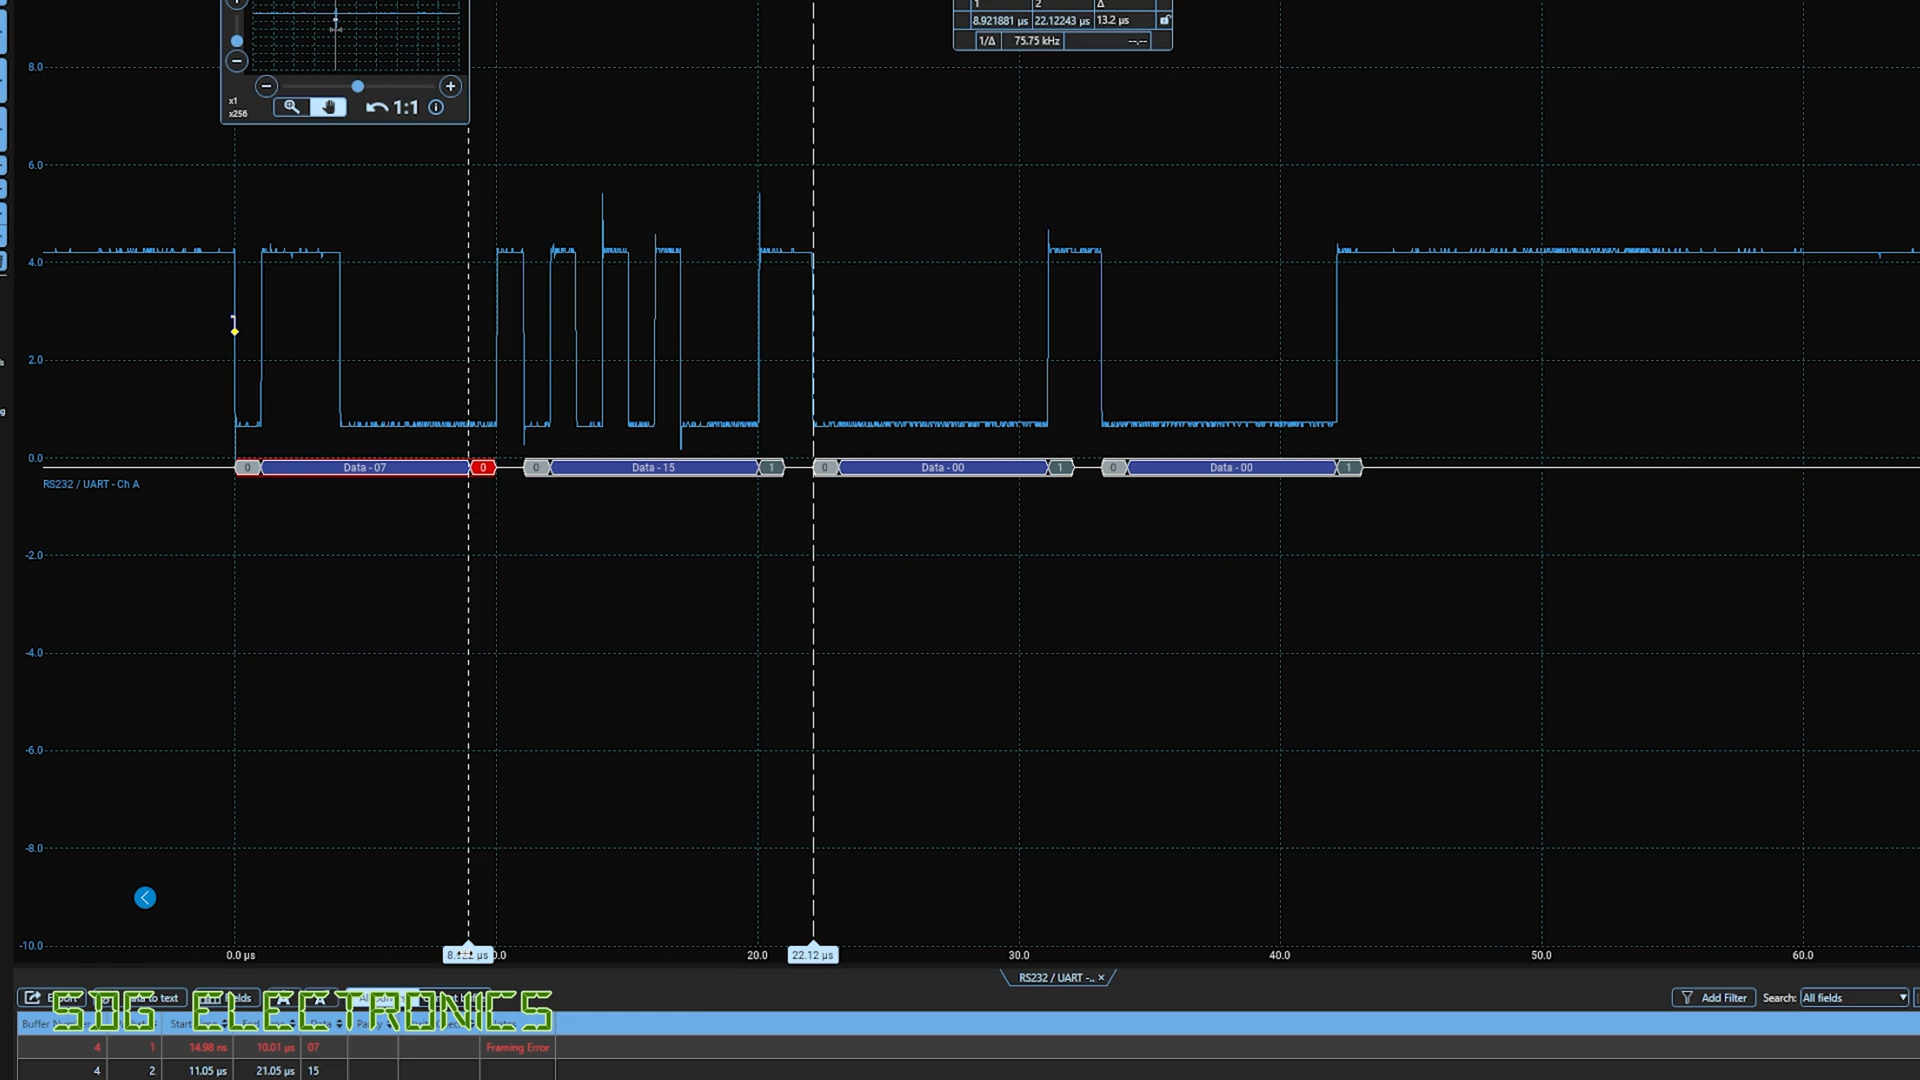 1 2 Δ
8.921881 µs 22.12243 µs 13.2 µs
1/Δ 75.75 kHz --.--
8.0
x1
x256
1:1
6.0
4.0
2.0
0.0
0 Data - 07 0 0 Data - 15 1 0 Data - 00 1 0 Data - 00 1
RS232 / UART - Ch A
-2.0
-4.0
-6.0
-8.0
-10.0
0.0 µs 20.0 22.12 µs 30.0 40.0 50.0 60.0
RS232 / UART -.. ×
to text Add Filter Search: All fields
SDG ELECTRONICS
4 1 14.98 ns 10.01 µs 07 Framing Error
4 2 11.05 µs 21.05 µs 15